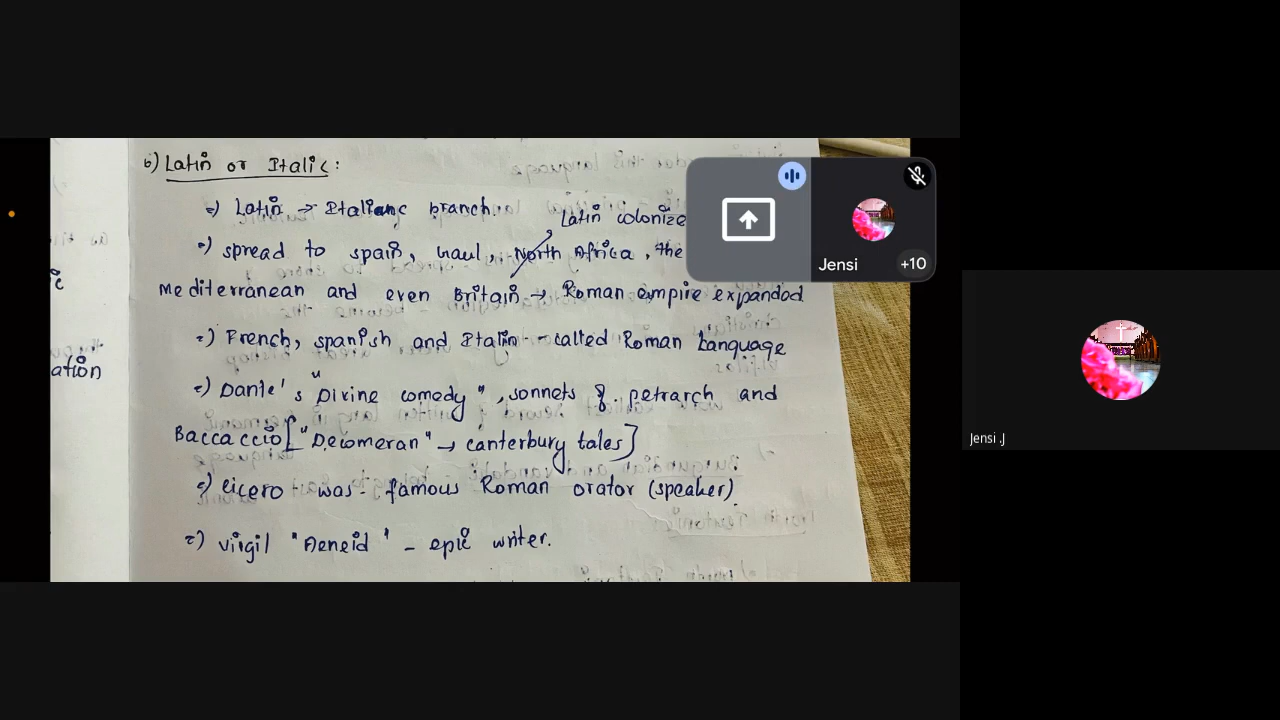 6) Latin or Italic :
=) Latin → Italianc branch.
Latin colonize
=) spread to spain, Gaul, North Africa, the
mediterranean and even Britain → Roman empire expanded
=) French, spanish and Italin - called Roman Language
=) Dante's "Divine comedy", sonnets of petrarch and
Baccaccio ["Decomeran" → canterbury tales]
=) cicero - was - famous Roman orator (speaker)
=) virgil "Aeneid" - epic writer.
ation
Jensi
+10
Jensi .J